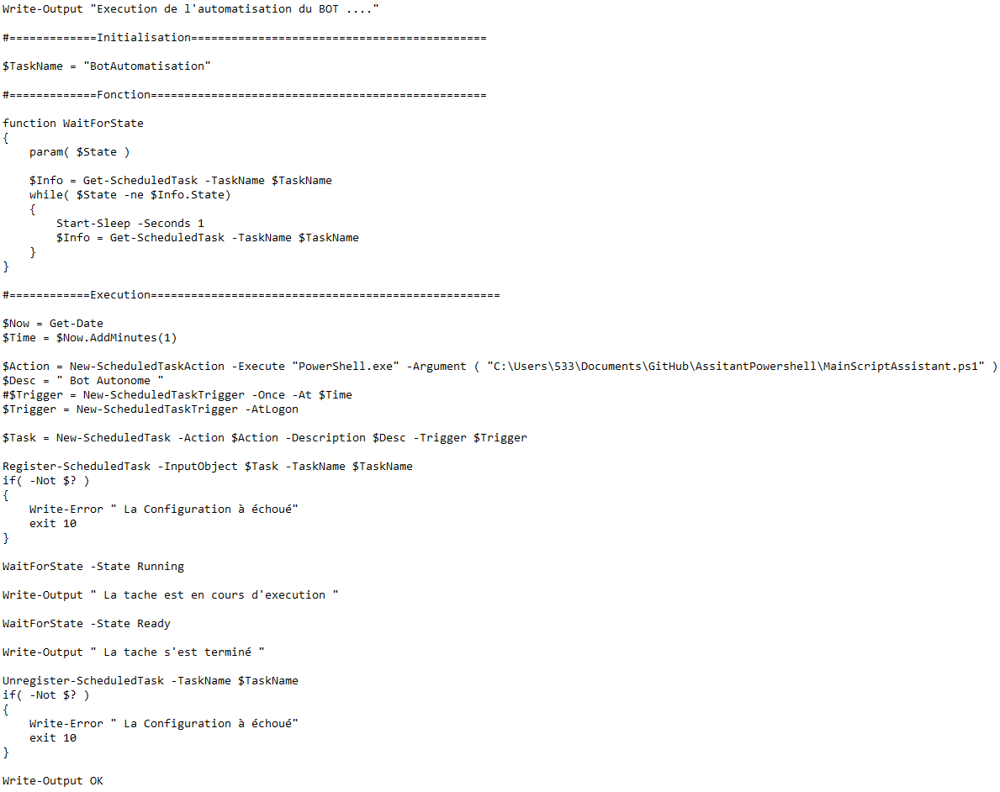 Write-Output "Execution de l'automatisation du BOT ...."
#=============Initialisation============================================
$TaskName = "BotAutomatisation"
#=============Fonction==================================================
function WaitForState
{
    param( $State )
    $Info = Get-ScheduledTask -TaskName $TaskName
    while( $State -ne $Info.State)
    {
        Start-Sleep -Seconds 1
        $Info = Get-ScheduledTask -TaskName $TaskName
    }
}
#============Execution====================================================
$Now = Get-Date
$Time = $Now.AddMinutes(1)
$Action = New-ScheduledTaskAction -Execute "PowerShell.exe" -Argument ( "C:\Users\533\Documents\GitHub\AssitantPowershell\MainScriptAssistant.ps1" )
$Desc = " Bot Autonome "
#$Trigger = New-ScheduledTaskTrigger -Once -At $Time
$Trigger = New-ScheduledTaskTrigger -AtLogon
$Task = New-ScheduledTask -Action $Action -Description $Desc -Trigger $Trigger
Register-ScheduledTask -InputObject $Task -TaskName $TaskName
if( -Not $? )
{
    Write-Error " La Configuration à échoué"
    exit 10
}
WaitForState -State Running
Write-Output " La tache est en cours d'execution "
WaitForState -State Ready
Write-Output " La tache s'est terminé "
Unregister-ScheduledTask -TaskName $TaskName
if( -Not $? )
{
    Write-Error " La Configuration à échoué"
    exit 10
}
Write-Output OK